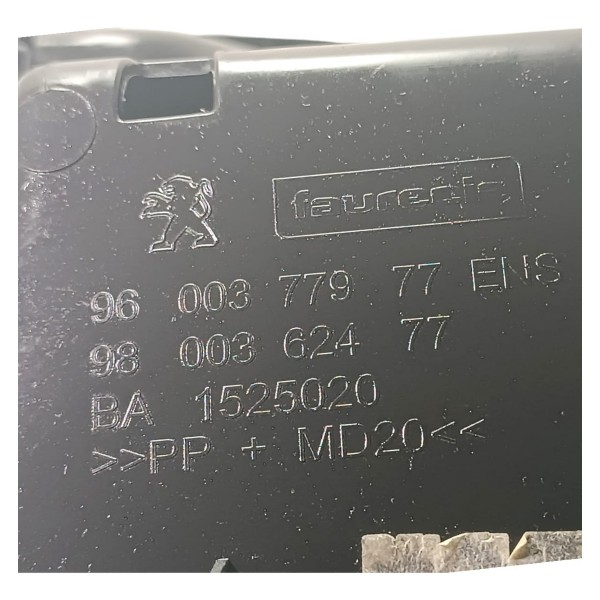 faurecia
96 003 779 77 ENS
98 003 624 77
BA 1525020
>>PP + MD20<<